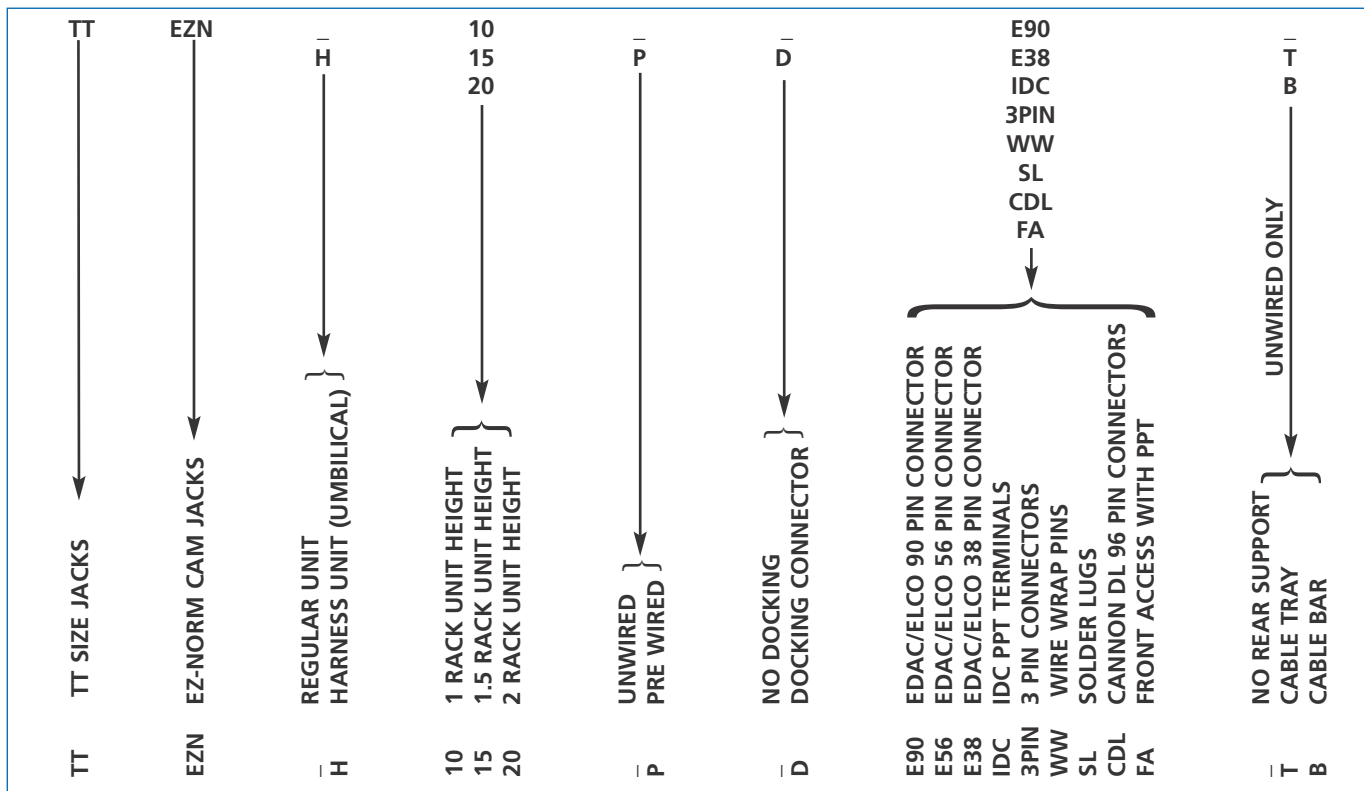 TT
EZN
_
H
10
15
20
_
P
_
D
E90
E38
IDC
3PIN
WW
SL
CDL
FA
_
T
B
UNWIRED ONLY
TT SIZE JACKS
EZ-NORM CAM JACKS
REGULAR UNIT
HARNESS UNIT (UMBILICAL)
1 RACK UNIT HEIGHT
1.5 RACK UNIT HEIGHT
2 RACK UNIT HEIGHT
UNWIRED
PRE WIRED
NO DOCKING
DOCKING CONNECTOR
EDAC/ELCO 90 PIN CONNECTOR
EDAC/ELCO 56 PIN CONNECTOR
EDAC/ELCO 38 PIN CONNECTOR
IDC PPT TERMINALS
3 PIN CONNECTORS
WIRE WRAP PINS
SOLDER LUGS
CANNON DL 96 PIN CONNECTORS
FRONT ACCESS WITH PPT
NO REAR SUPPORT
CABLE TRAY
CABLE BAR
TT
EZN
_
H
10
15
20
_
P
_
D
E90
E56
E38
IDC
3PIN
WW
SL
CDL
FA
_
T
B